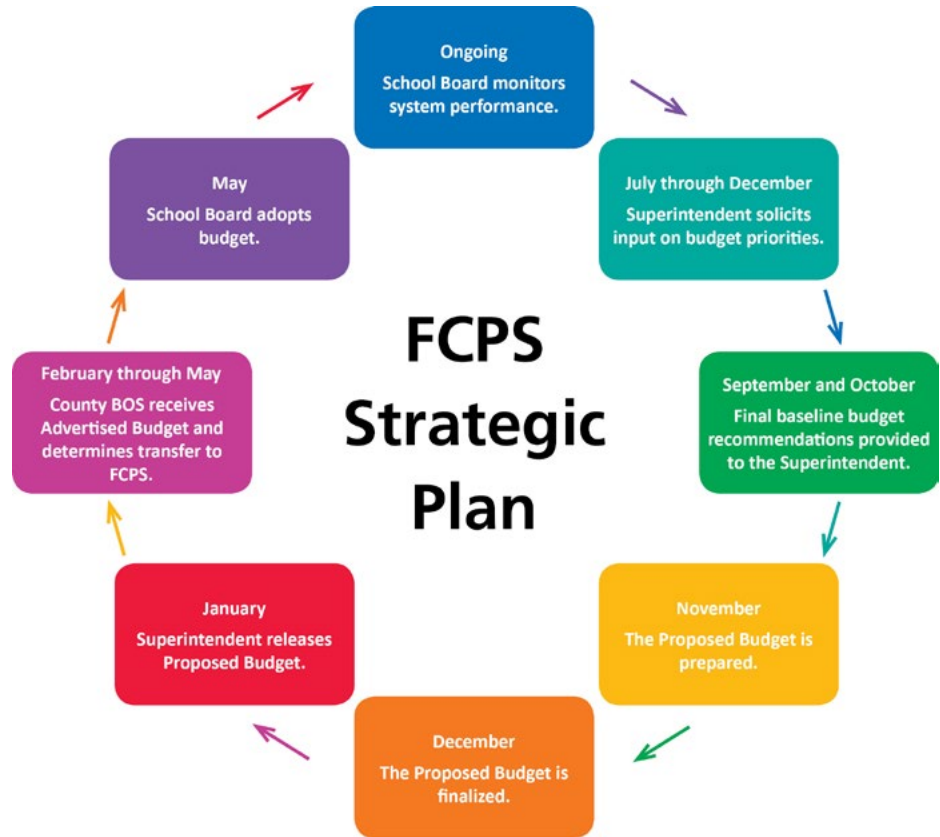 Ongoing
School Board monitors
system performance.
July through December
Superintendent solicits
input on budget priorities.
September and October
Final baseline budget
recommendations provided
to the Superintendent.
November
The Proposed Budget is
prepared.
December
The Proposed Budget is
finalized.
January
Superintendent releases
Proposed Budget.
February through May
County BOS receives
Advertised Budget and
determines transfer to
FCPS.
May
School Board adopts
budget.
FCPS
Strategic
Plan